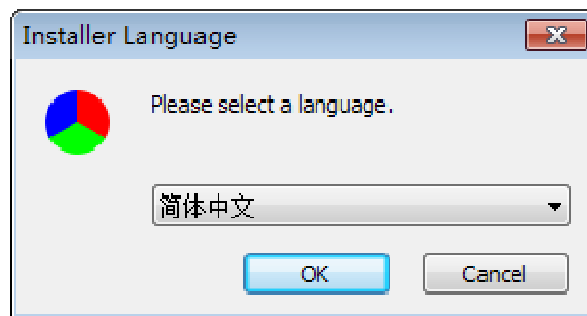 Installer Language
Please select a language.
简体中文
OK
Cancel